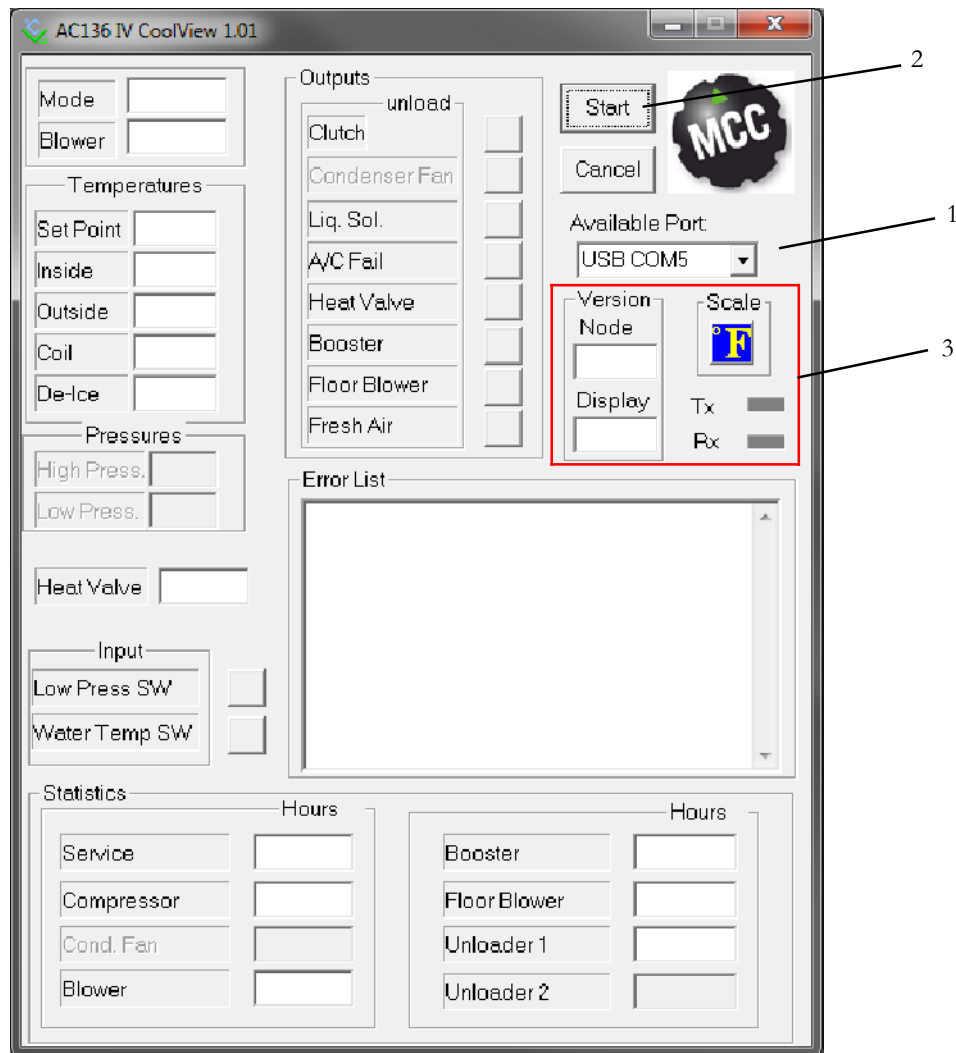 AC136 IV CoolView 1.01
Mode
Blower
Temperatures
Set Point
Inside
Outside
Coil
De-Ice
Pressures
High Press.
Low Press.
Heat Valve
Input
Low Press SW
Water Temp SW
Outputs
unload
Clutch
Condenser Fan
Liq. Sol.
A/C Fail
Heat Valve
Booster
Floor Blower
Fresh Air
Start
Cancel
MCC
Available Port:
USB COM5
Version
Node
Display
Scale
°F
Tx
Rx
2
1
3
Error List
Statistics
Hours
Service
Compressor
Cond. Fan
Blower
Hours
Booster
Floor Blower
Unloader 1
Unloader 2